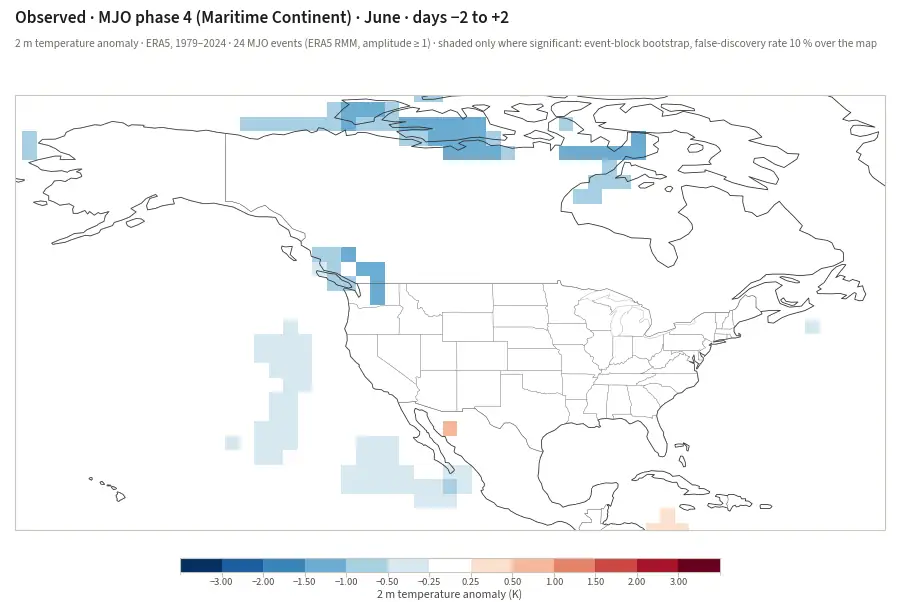 Observed · MJO phase 4 (Maritime Continent) · June · days −2 to +2
2 m temperature anomaly · ERA5, 1979–2024 · 24 MJO events (ERA5 RMM, amplitude ≥ 1) · shaded only where significant: event-block bootstrap, false-discovery rate 10 % over the map
−3.00 −2.00 −1.50 −1.00 −0.50 −0.25 0.25 0.50 1.00 1.50 2.00 3.00
2 m temperature anomaly (K)